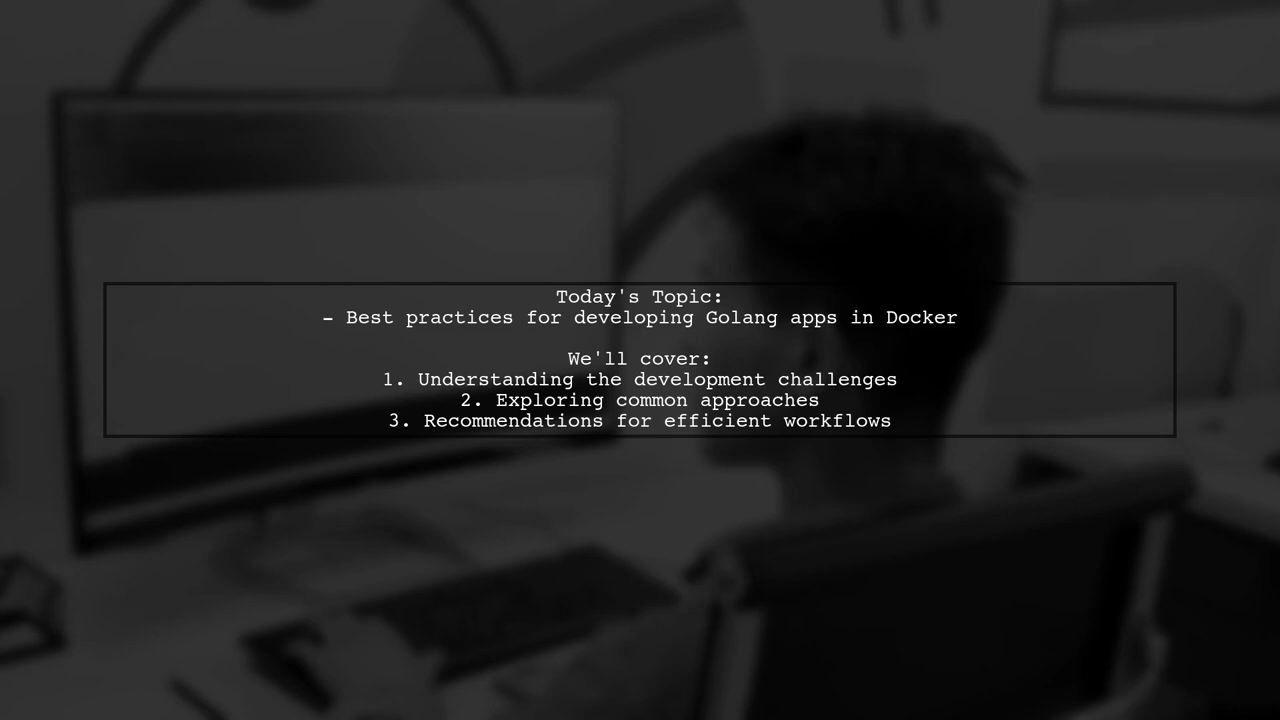 Today's Topic:
- Best practices for developing Golang apps in Docker
We'll cover:
1. Understanding the development challenges
2. Exploring common approaches
3. Recommendations for efficient workflows